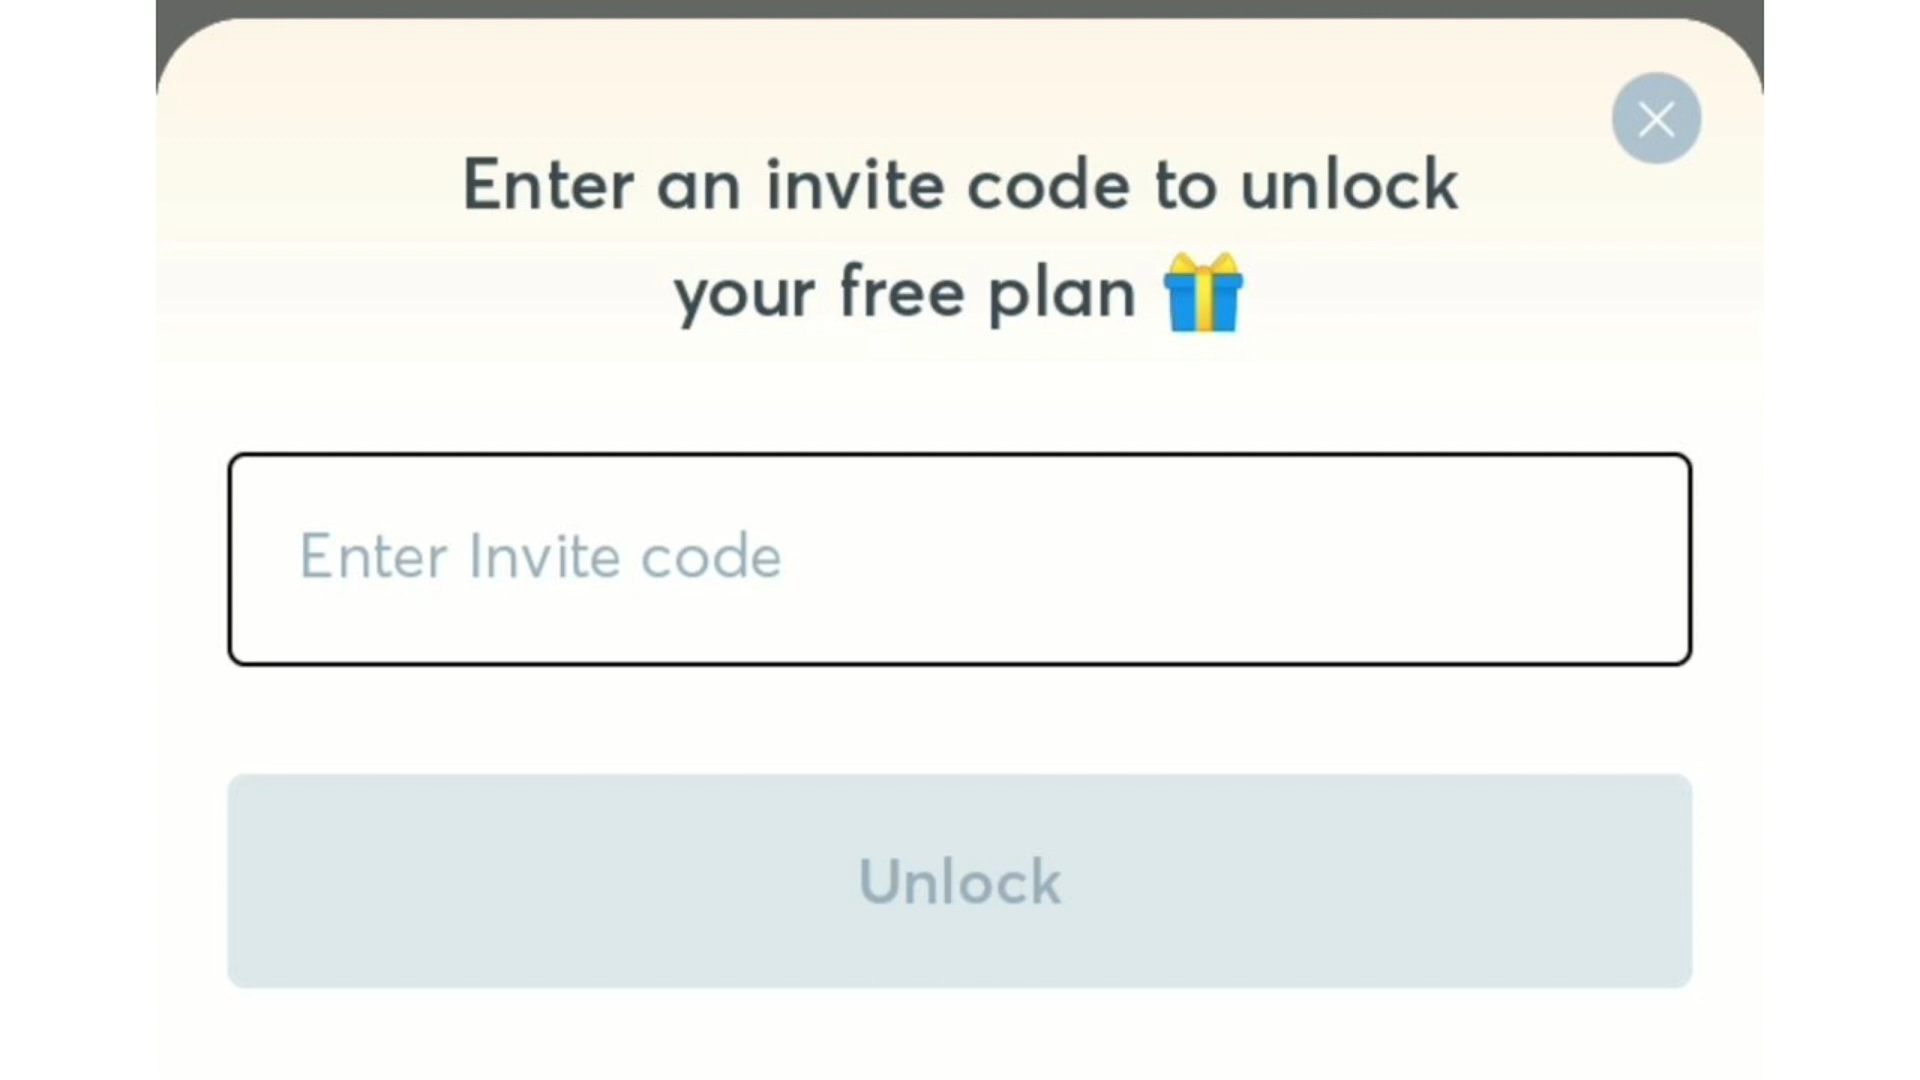 Enter an invite code to unlock
your free plan 🎁
Enter Invite code
Unlock